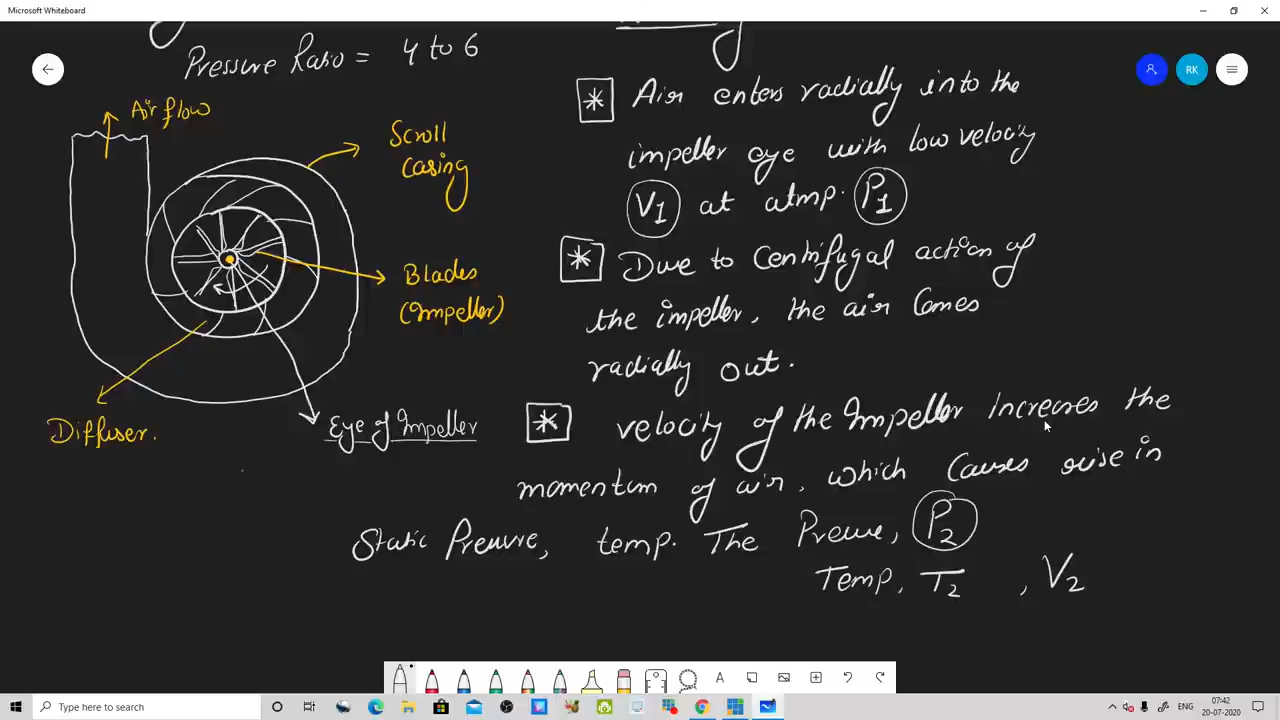 Microsoft Whiteboard
Pressure Ratio = 4 to 6
RK
Air flow
Scroll
Casing
Blades
(Impeller)
Diffuser.
Eye of Impeller
* Air enters radially into the
impeller eye with low velocity
V1 at atmp. P1
* Due to Centrifugal action of
the impeller, the air Comes
radially out.
* velocity of the Impeller Increases the
momentum of air, which Causes rise in
Static Pressure, temp. The Pressure, P2
Temp, T2 , V2
Type here to search
ENG
07:42
20-07-2020